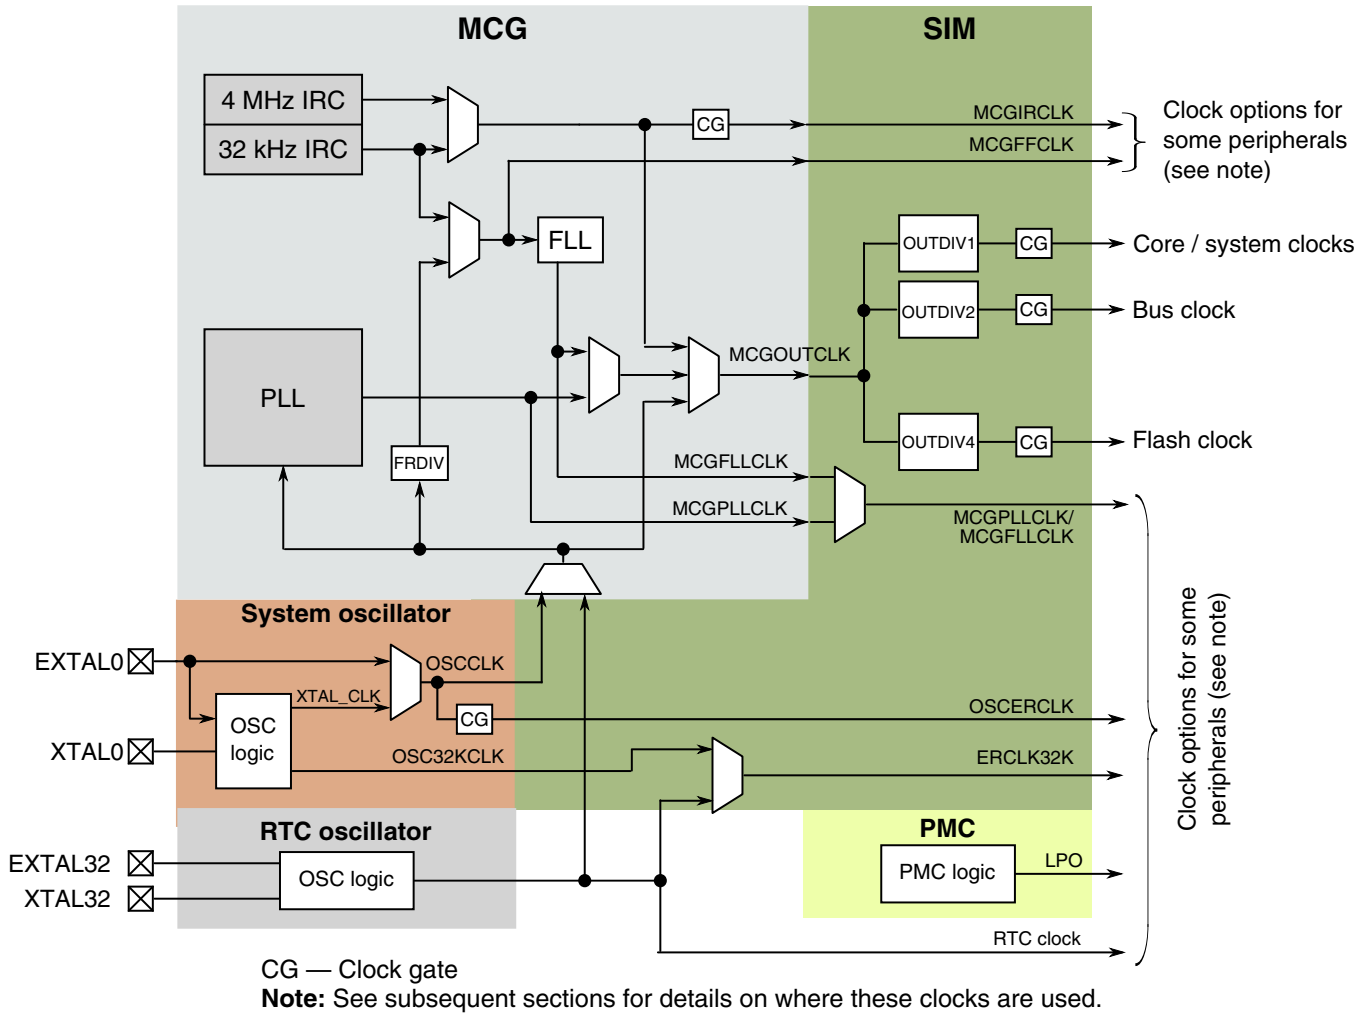 MCG
SIM
4 MHz IRC
32 kHz IRC
CG
MCGIRCLK
MCGFFCLK
Clock options for
some peripherals
(see note)
FLL
OUTDIV1
CG
Core / system clocks
OUTDIV2
CG
Bus clock
PLL
MCGOUTCLK
OUTDIV4
CG
Flash clock
FRDIV
MCGFLLCLK
MCGPLLCLK
MCGPLLCLK/
MCGFLLCLK
System oscillator
EXTAL0
OSCCLK
XTAL_CLK
OSC
logic
CG
OSCERCLK
XTAL0
OSC32KCLK
ERCLK32K
Clock options for some
peripherals (see note)
RTC oscillator
PMC
EXTAL32
XTAL32
OSC logic
PMC logic
LPO
RTC clock
CG — Clock gate
Note: See subsequent sections for details on where these clocks are used.